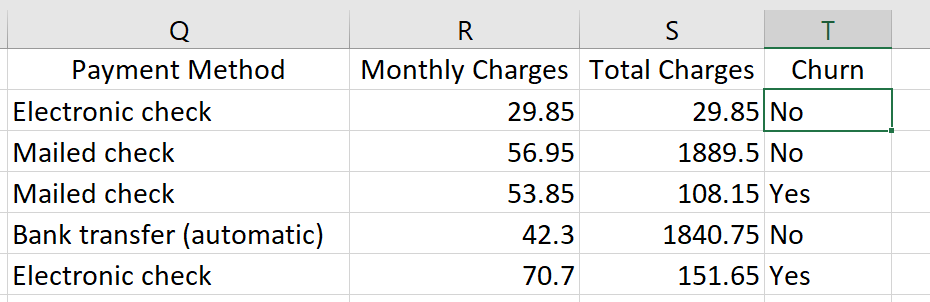 Q R S T
Payment Method Monthly Charges Total Charges Churn
Electronic check 29.85 29.85 No
Mailed check 56.95 1889.5 No
Mailed check 53.85 108.15 Yes
Bank transfer (automatic) 42.3 1840.75 No
Electronic check 70.7 151.65 Yes